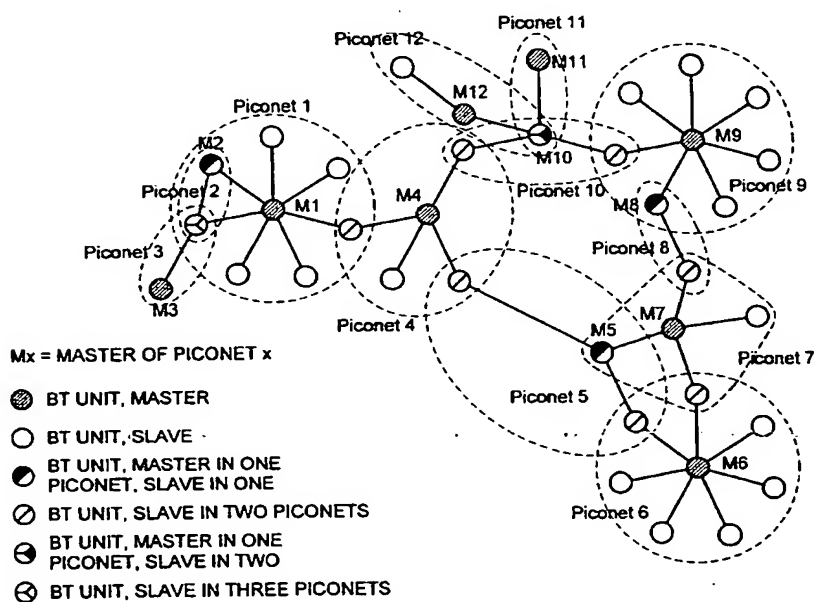 Piconet 11
Piconet 12
M11
M12
Piconet 1
M2
M10
M9
Piconet 2
Piconet 10
Piconet 9
M1
M4
M8
Piconet 3
Piconet 8
M3
Piconet 4
M7
M5
Piconet 7
Piconet 5
M6
Piconet 6
Mx = MASTER OF PICONET x
BT UNIT, MASTER
BT UNIT, SLAVE
BT UNIT, MASTER IN ONE
PICONET, SLAVE IN ONE
BT UNIT, SLAVE IN TWO PICONETS
BT UNIT, MASTER IN ONE
PICONET, SLAVE IN TWO
BT UNIT, SLAVE IN THREE PICONETS